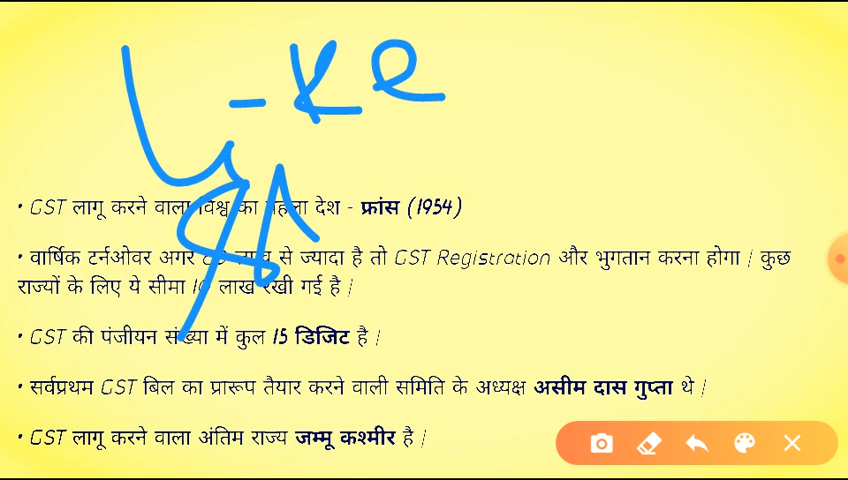 - K R
• GST लागू करने वाला विश्व का पहला देश - फ्रांस (1954)
• वार्षिक टर्नओवर अगर लाख से ज्यादा है तो GST Registration और भुगतान करना होगा | कुछ
राज्यों के लिए ये सीमा 10 लाख रखी गई है |
• GST की पंजीयन संख्या में कुल 15 डिजिट है |
• सर्वप्रथम GST बिल का प्रारूप तैयार करने वाली समिति के अध्यक्ष असीम दास गुप्ता थे |
• GST लागू करने वाला अंतिम राज्य जम्मू कश्मीर है |